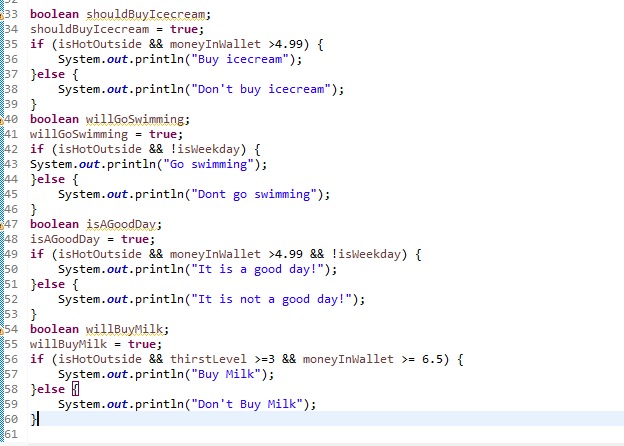 33 boolean shouldBuyIcecream;
34 shouldBuyIcecream = true;
35 if (isHotOutside && moneyInWallet >4.99) {
36     System.out.println("Buy icecream");
37 }else {
38     System.out.println("Don't buy icecream");
39 }
40 boolean willGoSwimming;
41 willGoSwimming = true;
42 if (isHotOutside && !isWeekday) {
43 System.out.println("Go swimming");
44 }else {
45     System.out.println("Dont go swimming");
46 }
47 boolean isAGoodDay;
48 isAGoodDay = true;
49 if (isHotOutside && moneyInWallet >4.99 && !isWeekday) {
50     System.out.println("It is a good day!");
51 }else {
52     System.out.println("It is not a good day!");
53 }
54 boolean willBuyMilk;
55 willBuyMilk = true;
56 if (isHotOutside && thirstLevel >=3 && moneyInWallet >= 6.5) {
57     System.out.println("Buy Milk");
58 }else {
59     System.out.println("Don't Buy Milk");
60 }
61